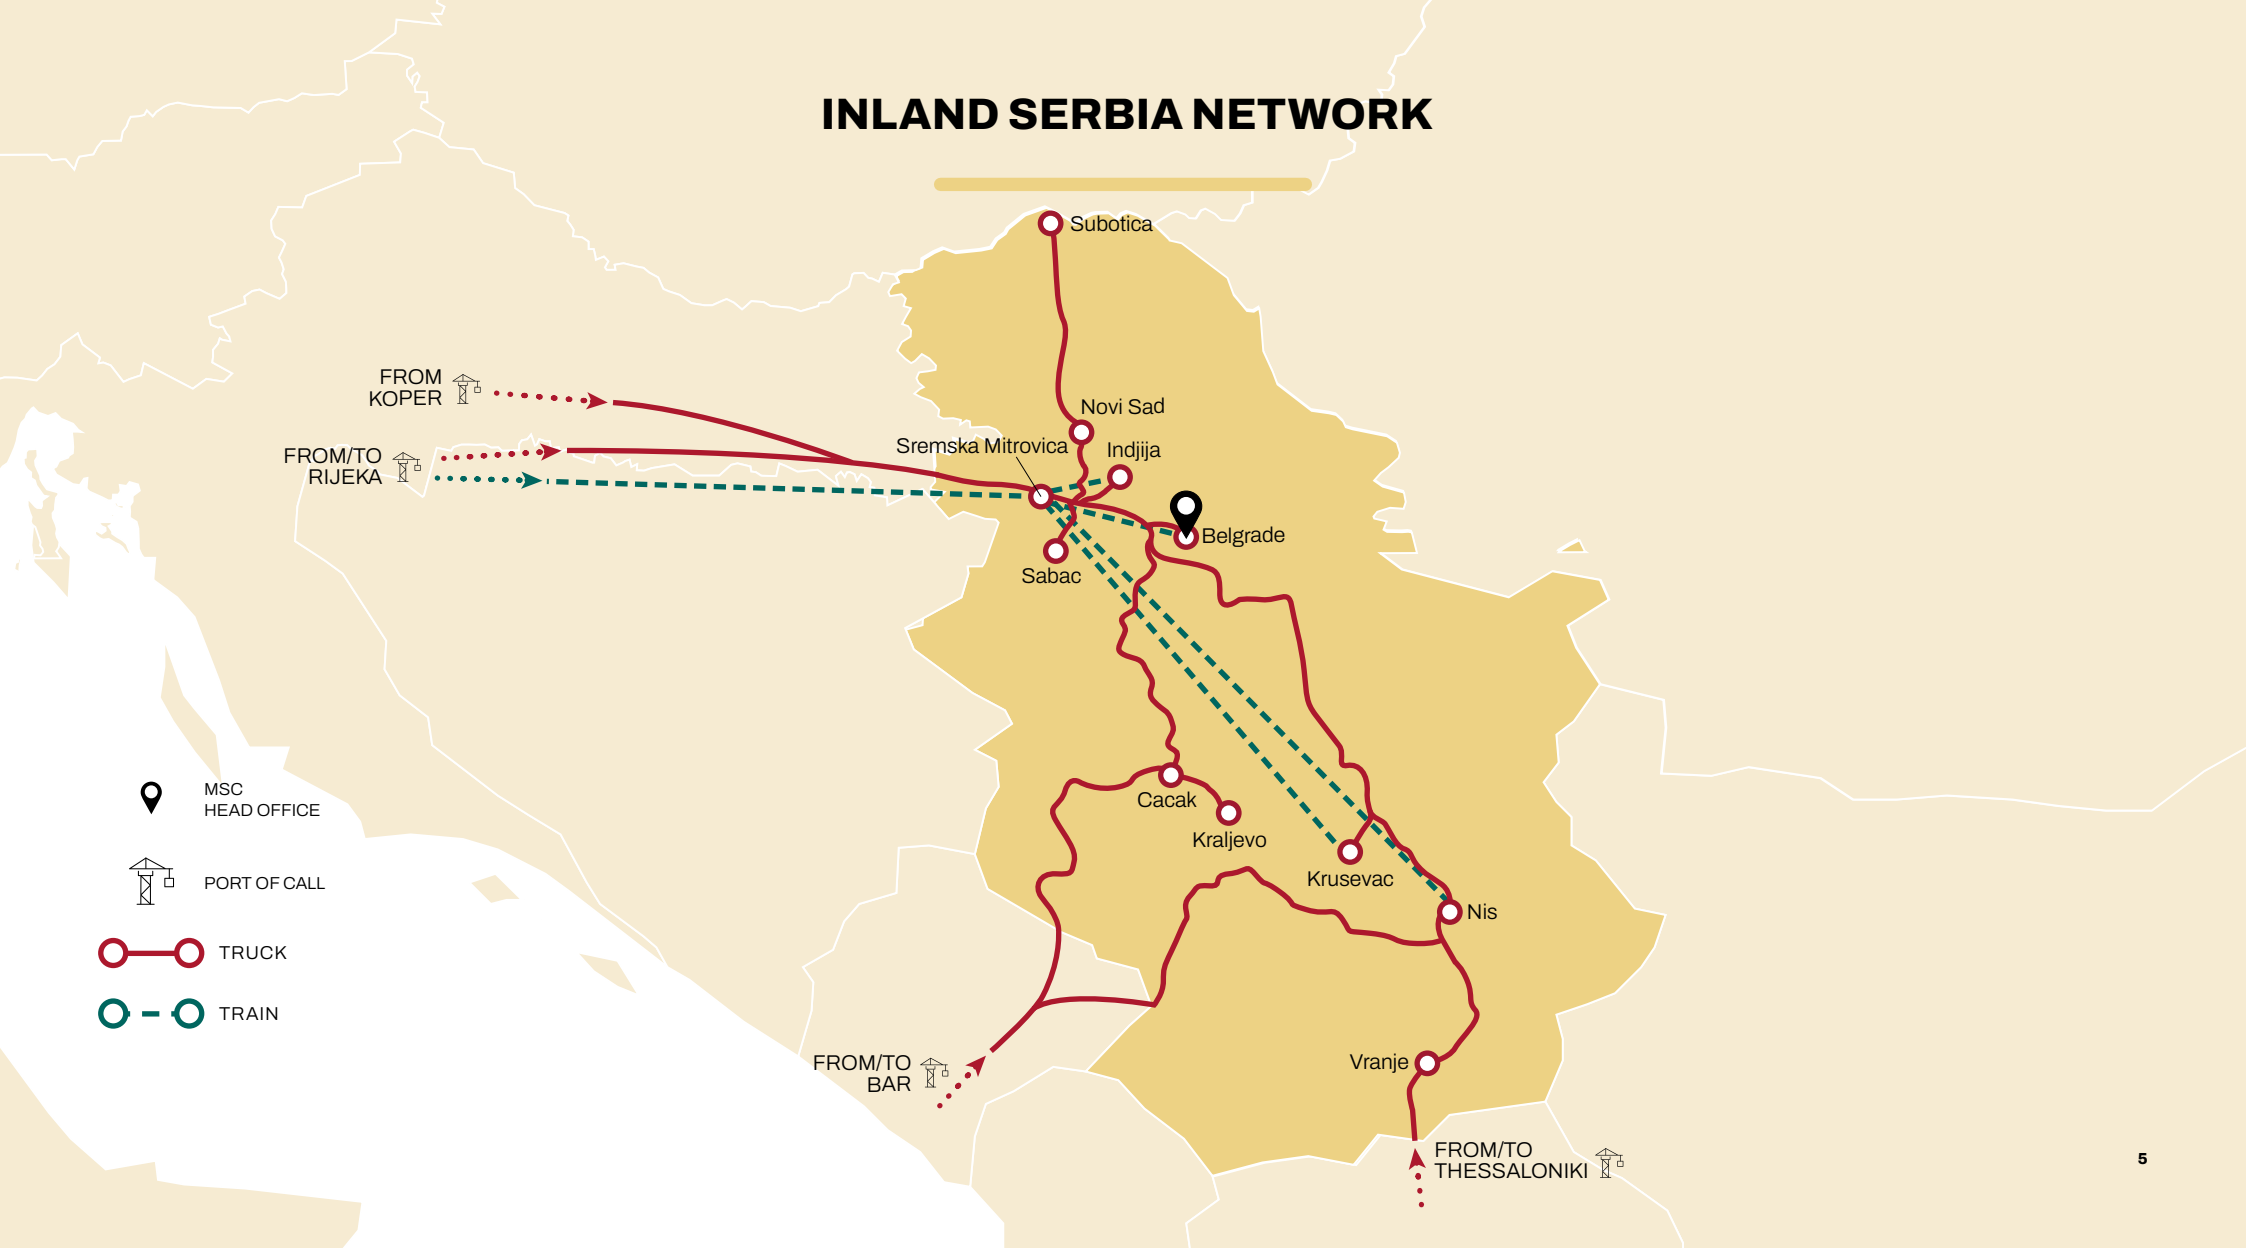 INLAND SERBIA NETWORK
Subotica
FROM
KOPER
Novi Sad
Sremska Mitrovica
Indjija
FROM/TO
RIJEKA
Belgrade
Sabac
MSC
HEAD OFFICE
Cacak
Kraljevo
PORT OF CALL
Krusevac
Nis
TRUCK
TRAIN
FROM/TO
BAR
Vranje
FROM/TO
THESSALONIKI
5